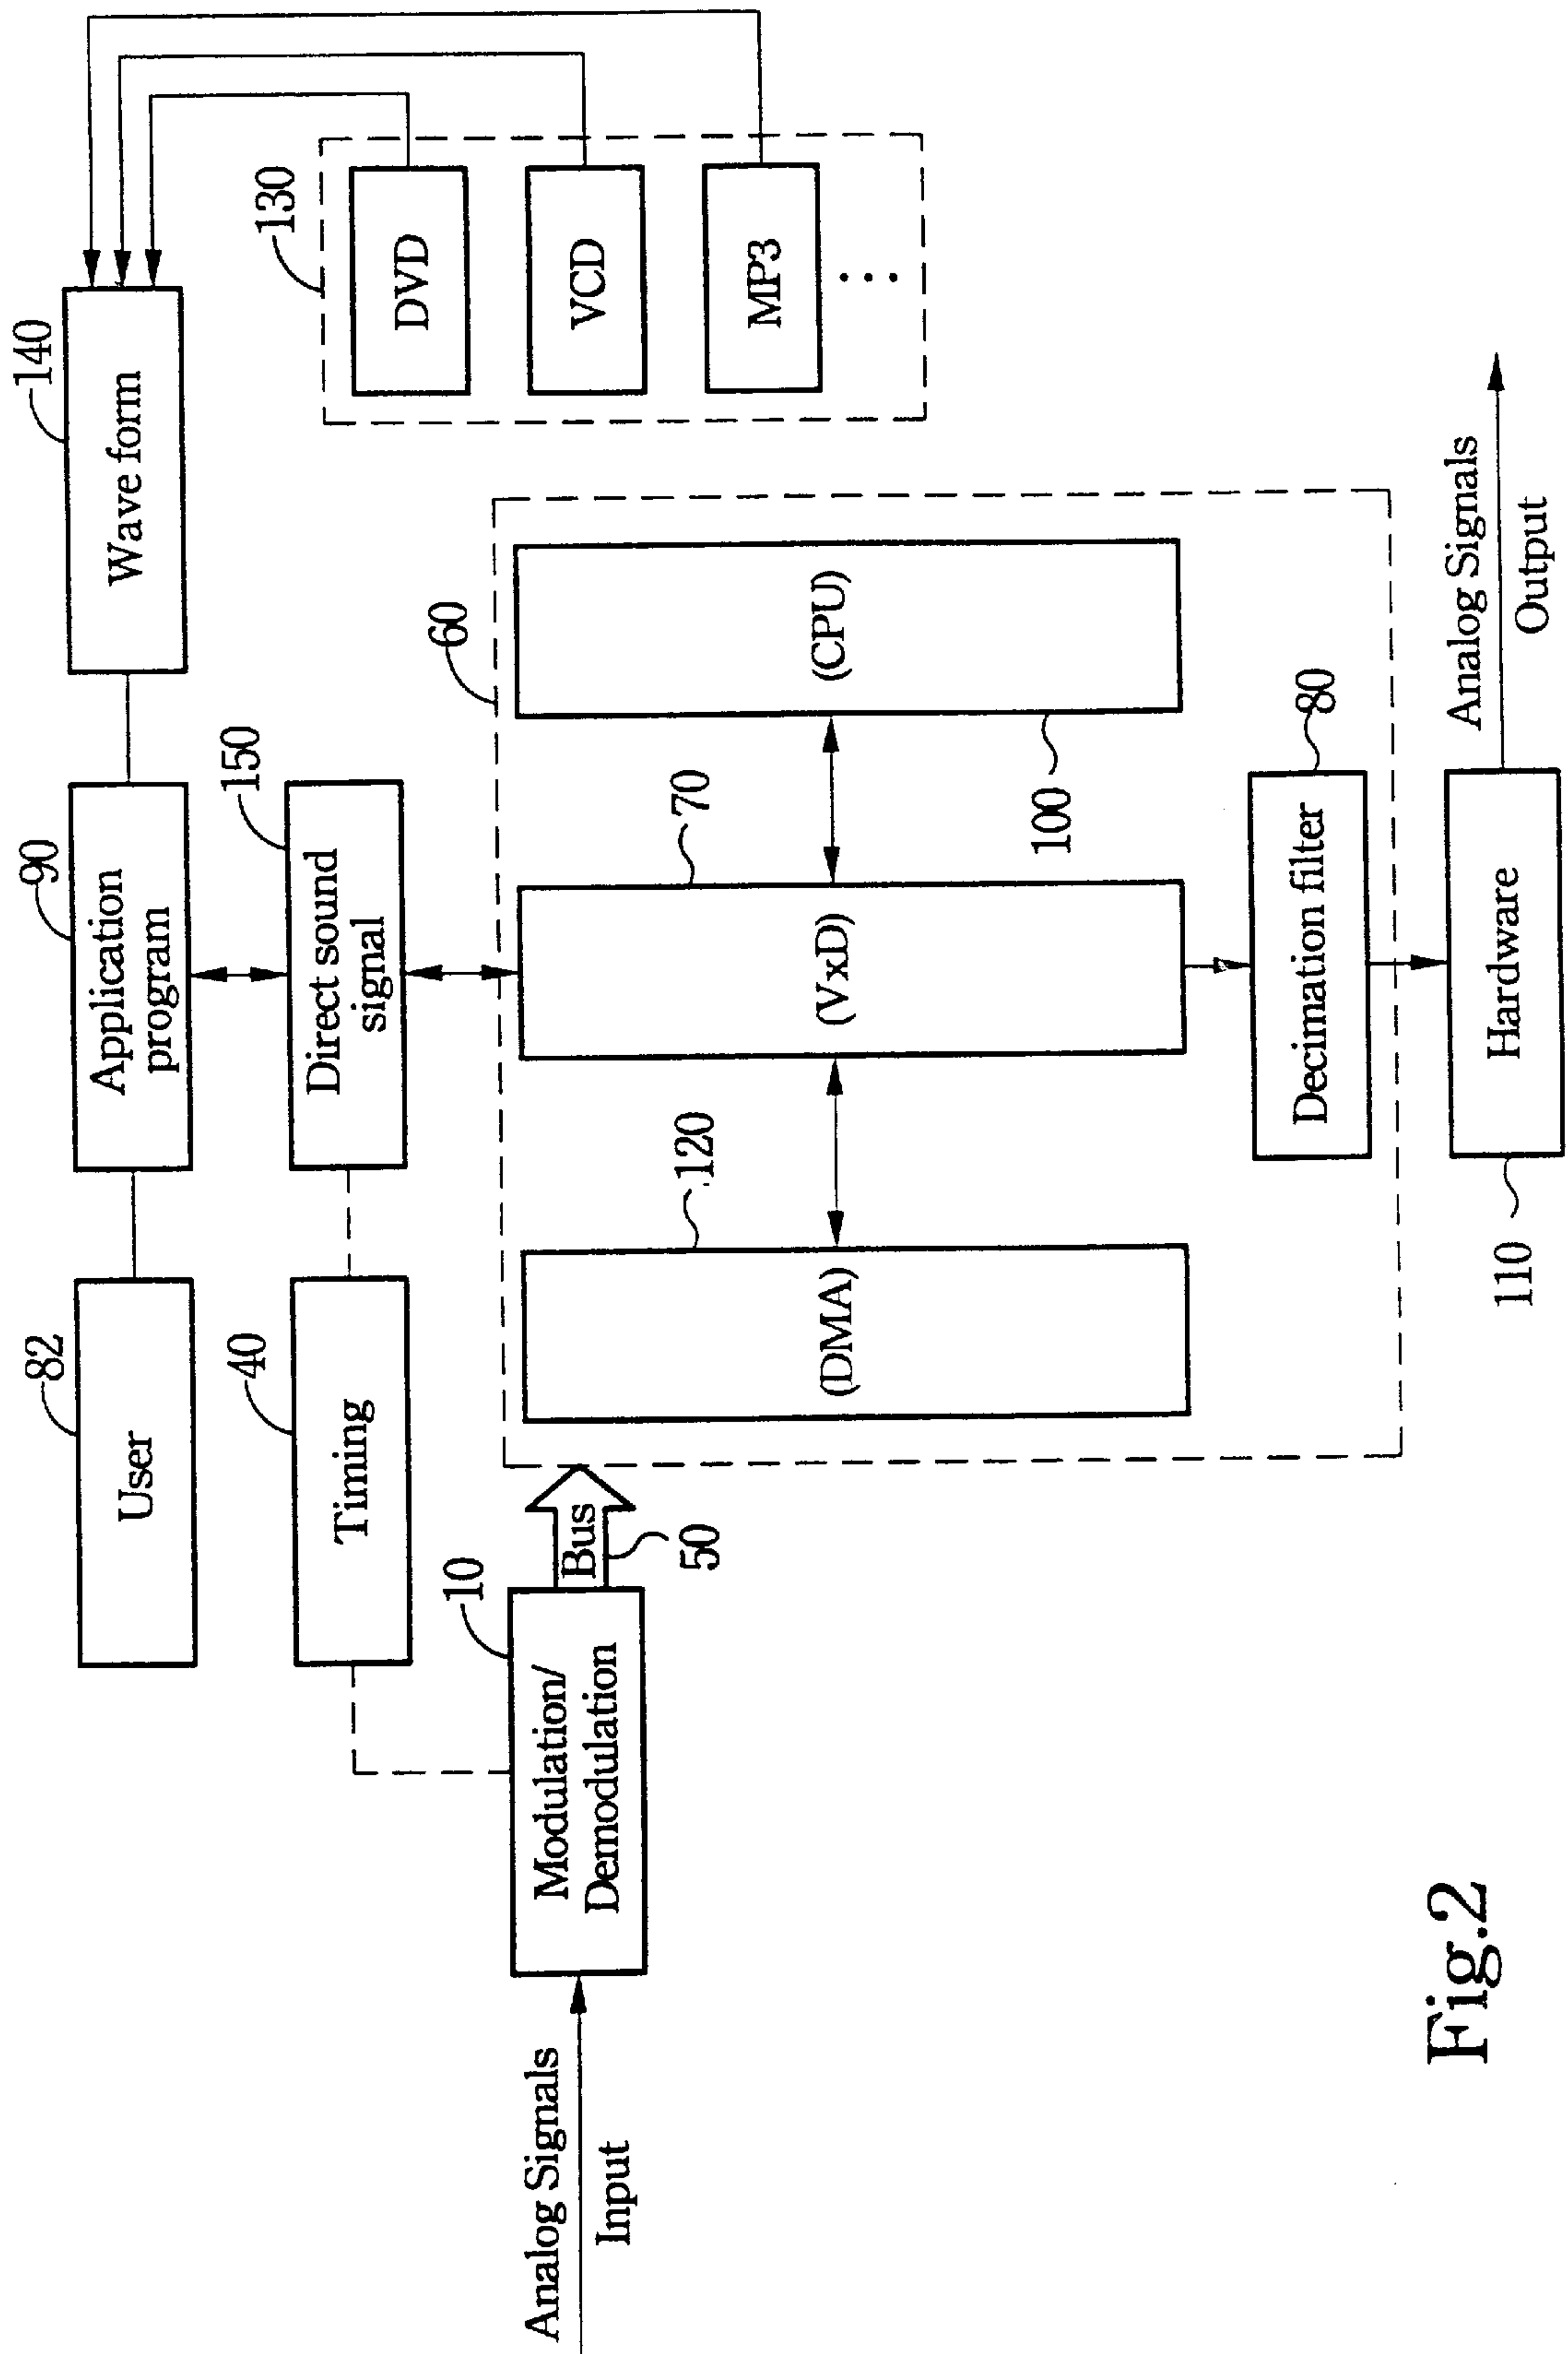 82
User
90
Application
program
140
Wave form
40
Timing
150
Direct sound
signal
130
DVD
VCD
MP3
...
Analog Signals
Input
10
Modulation/
Demodulation
Bus
50
60
120
(DMA)
70
(VxD)
100
(CPU)
80
Decimation filter
110
Hardware
Analog Signals
Output
Fig.2